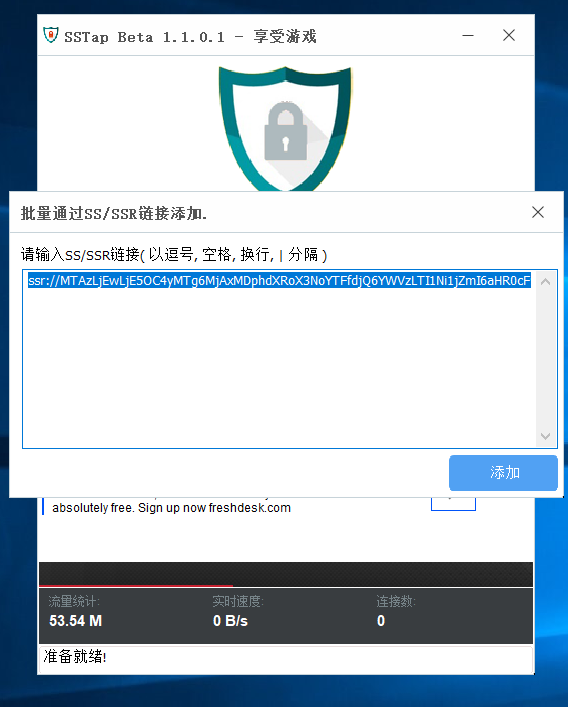 SSTap Beta 1.1.0.1 - 享受游戏
批量通过SS/SSR链接添加.
请输入SS/SSR链接( 以逗号, 空格, 换行, | 分隔 )
ssr://MTAzLjEwLjE5OC4yMTg6MjAxMDphdXRoX3NoYTFfdjQ6YWVzLTI1Ni1jZmI6aHR0cF
添加
absolutely free. Sign up now freshdesk.com
流量统计: 实时速度: 连接数:
53.54 M 0 B/s 0
准备就绪!